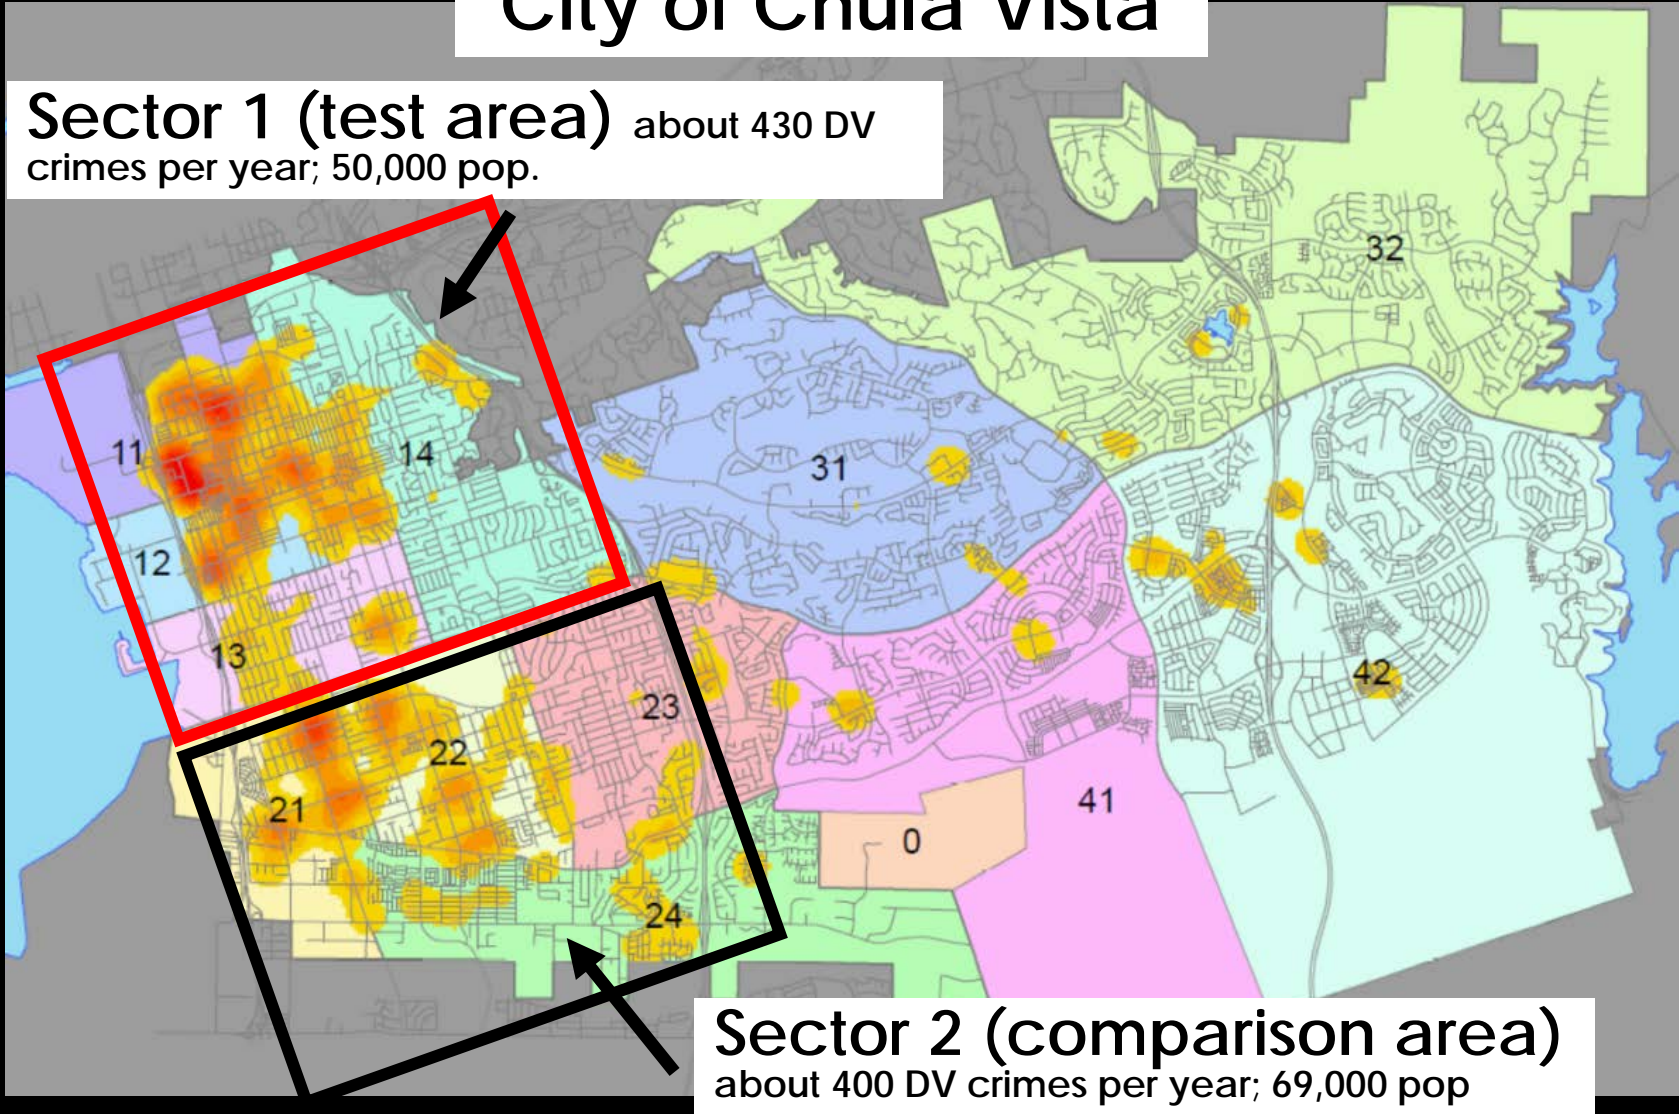 City of Chula Vista
Sector 1 (test area) about 430 DV
crimes per year; 50,000 pop.
32
11
14
31
12
13
42
23
22
21
41
0
24
Sector 2 (comparison area)
about 400 DV crimes per year; 69,000 pop